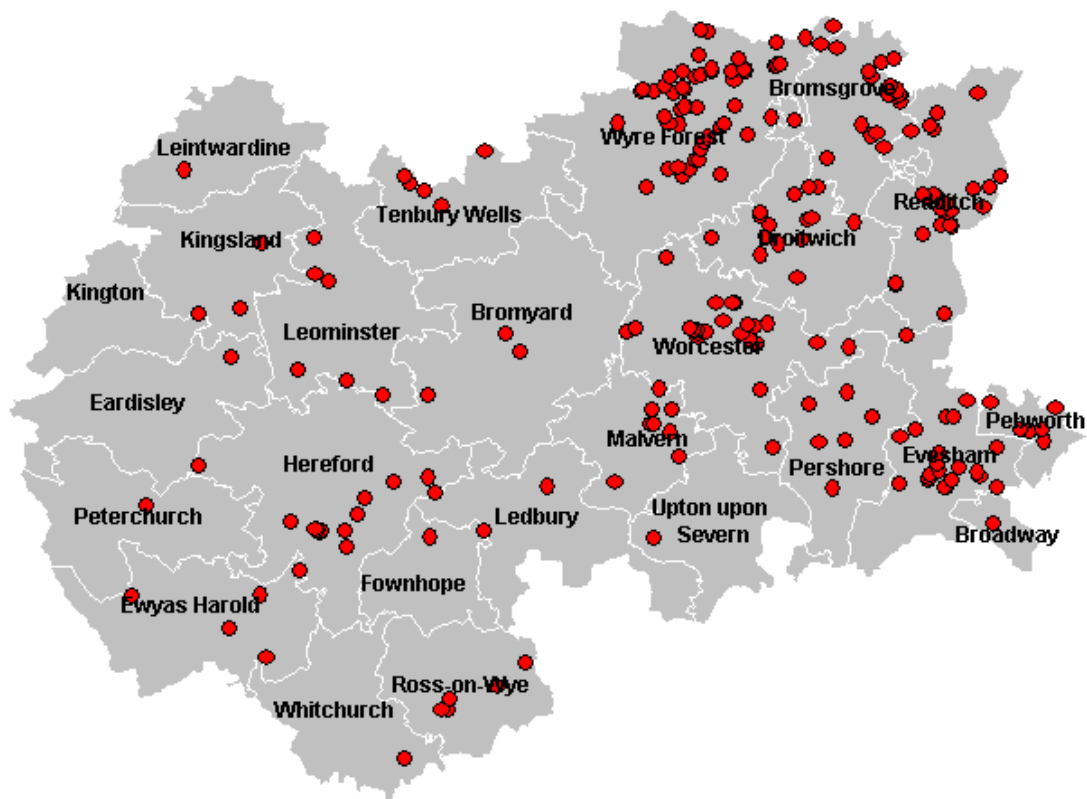 Bromsgrove
Wyre Forest
Leintwardine
Tenbury Wells
Redditch
Kingsland
Droitwich
Kington
Bromyard
Leominster
Worcester
Eardisley
Malvern
Pebworth
Hereford
Pershore
Evesham
Peterchurch
Ledbury
Upton upon
Severn
Broadway
Fownhope
Ewyas Harold
Ross-on-Wye
Whitchurch